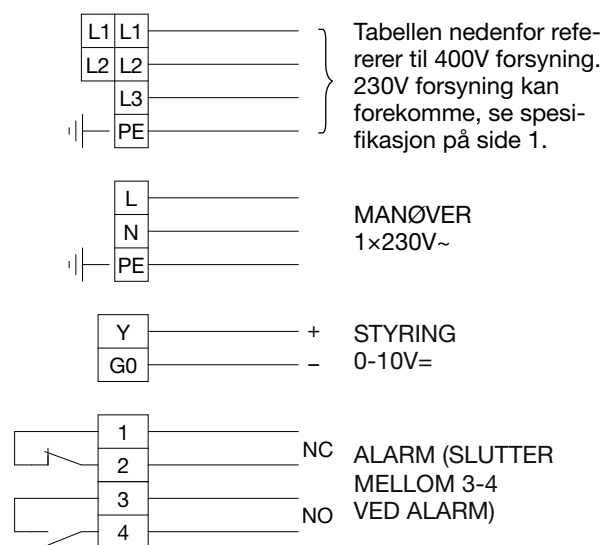 L1 L1
L2 L2
L3
PE
Tabellen nedenfor refe-
rerer til 400V forsyning.
230V forsyning kan
forekomme, se spesi-
fikasjon på side 1.
L
N
PE
MANØVER
1×230V~
Y +
G0 –
STYRING
0-10V=
1
2
3
4
NC
NO
ALARM (SLUTTER
MELLOM 3-4
VED ALARM)